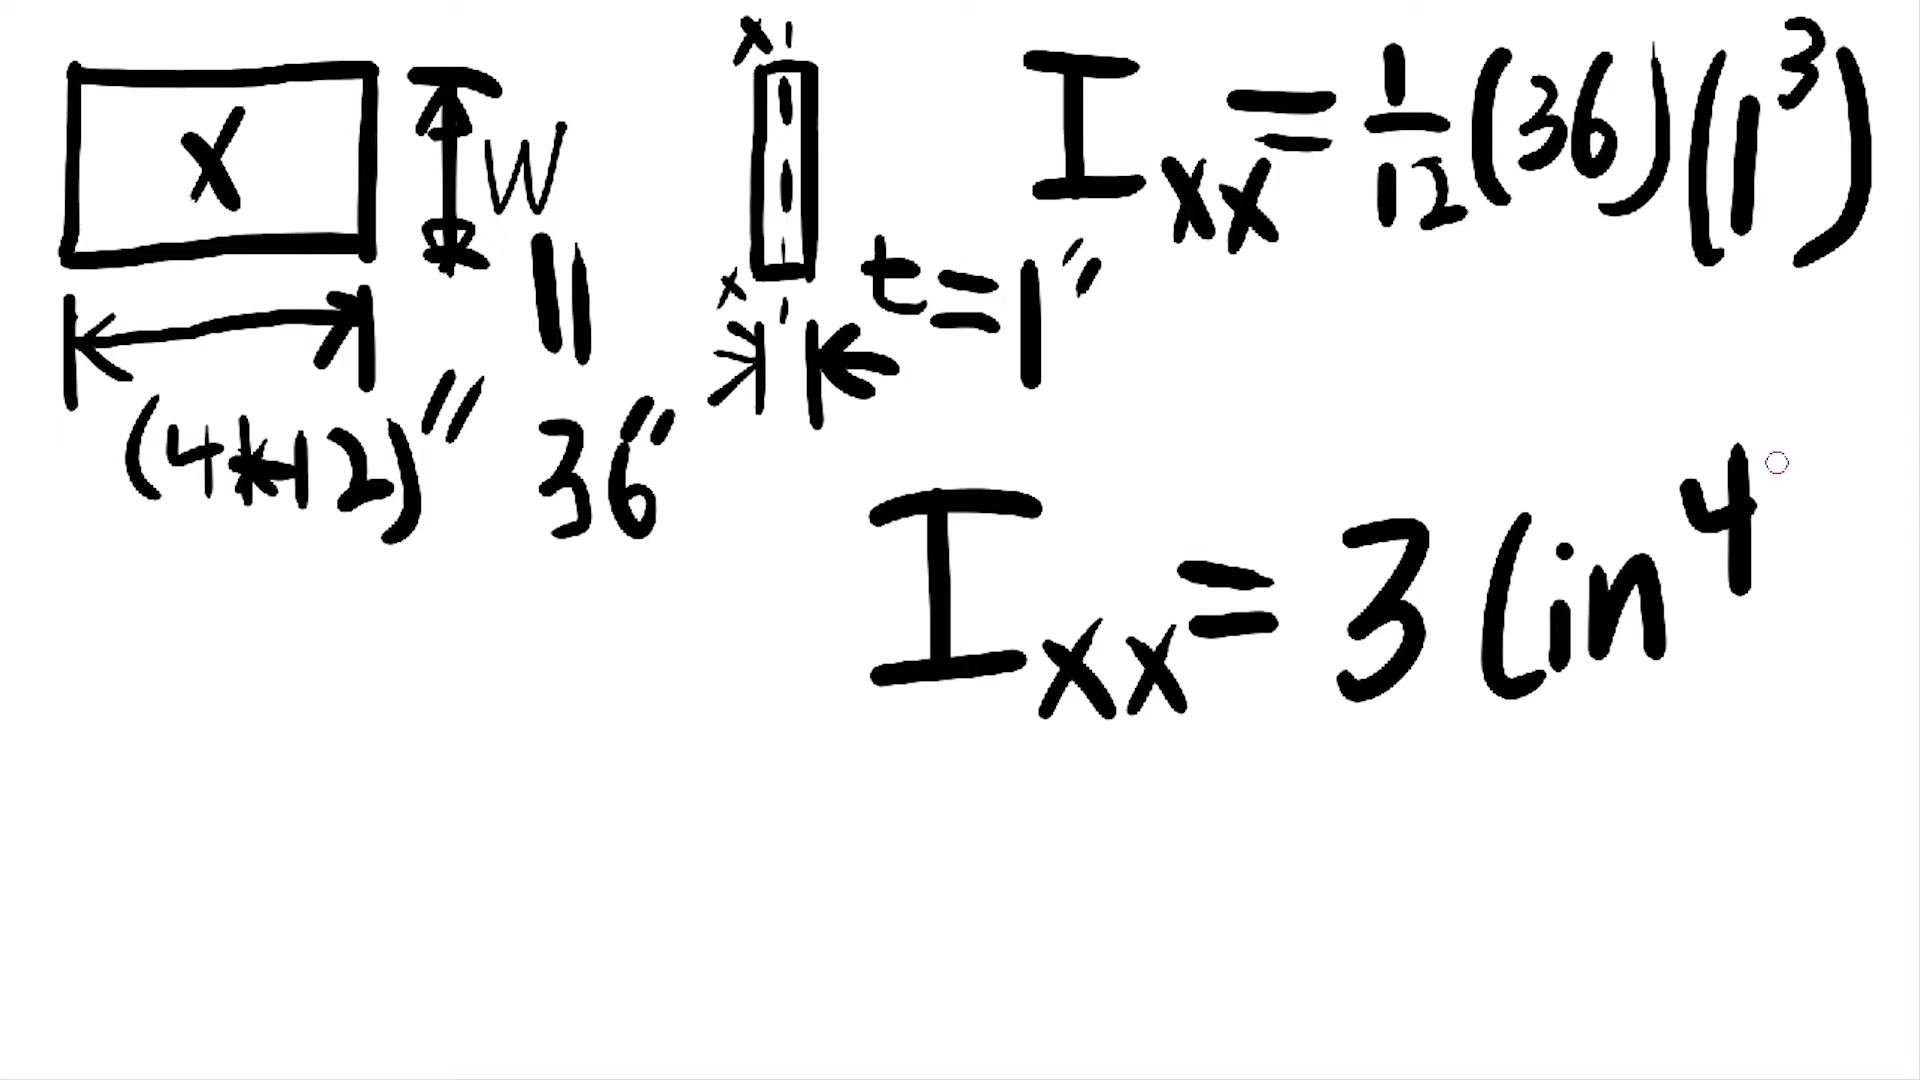 X
W
=
36"
(4*12)"
x
x
t=1"
Ixx = 1/12 (36)(1³)
Ixx = 3 (in⁴